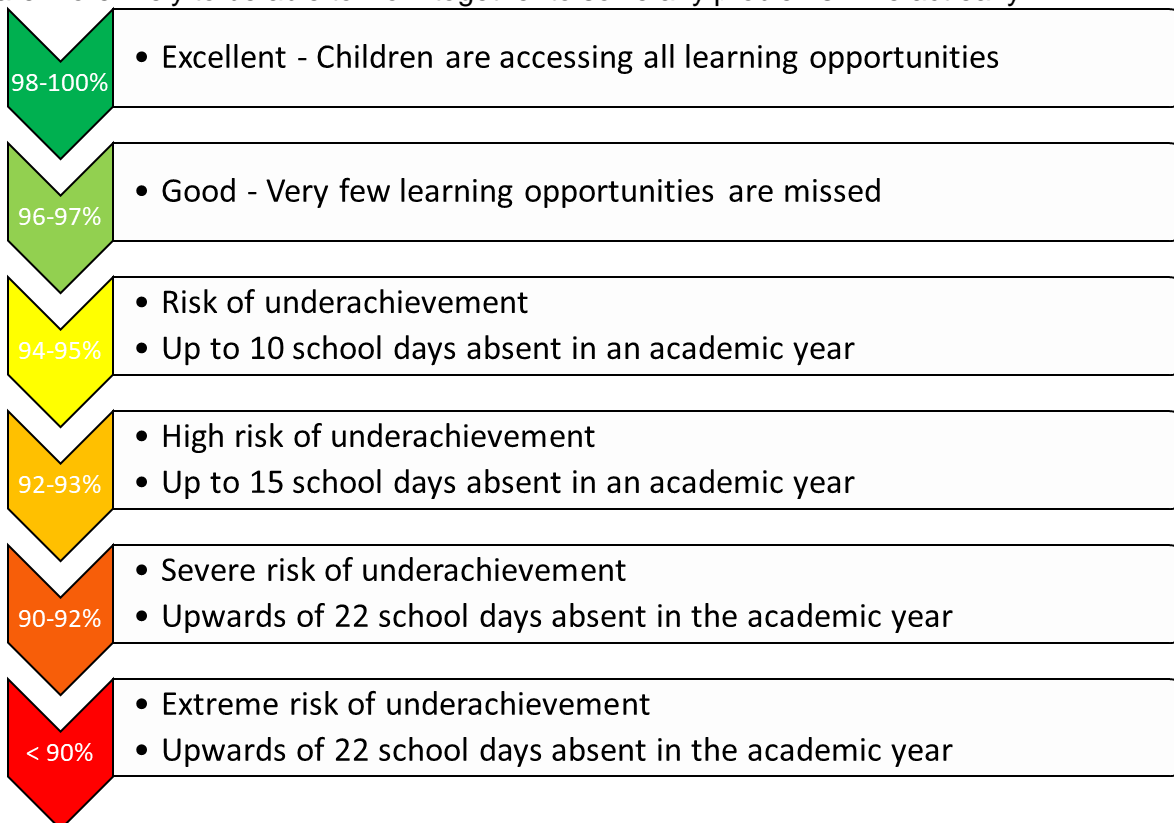 98-100%
• Excellent - Children are accessing all learning opportunities
96-97%
• Good - Very few learning opportunities are missed
94-95%
• Risk of underachievement
• Up to 10 school days absent in an academic year
92-93%
• High risk of underachievement
• Up to 15 school days absent in an academic year
90-92%
• Severe risk of underachievement
• Upwards of 22 school days absent in the academic year
< 90%
• Extreme risk of underachievement
• Upwards of 22 school days absent in the academic year